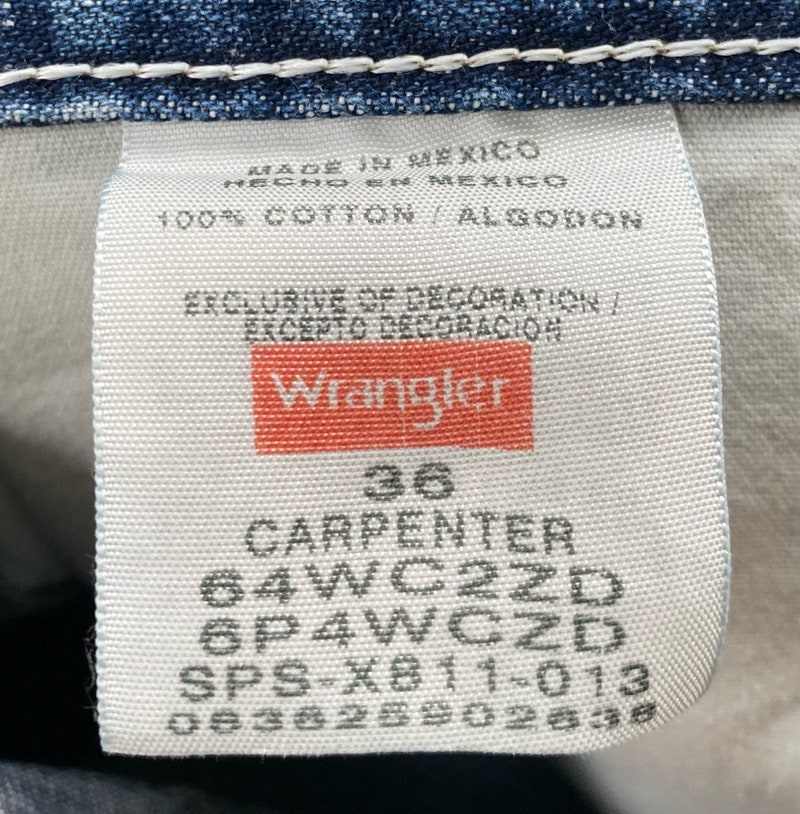 MADE IN MEXICO
HECHO EN MEXICO
100% COTTON / ALGODON
EXCLUSIVE OF DECORATION /
EXCEPTO DECORACION
Wrangler
36
CARPENTER
64WC2ZD
6P4WCZD
SPS-X811-013